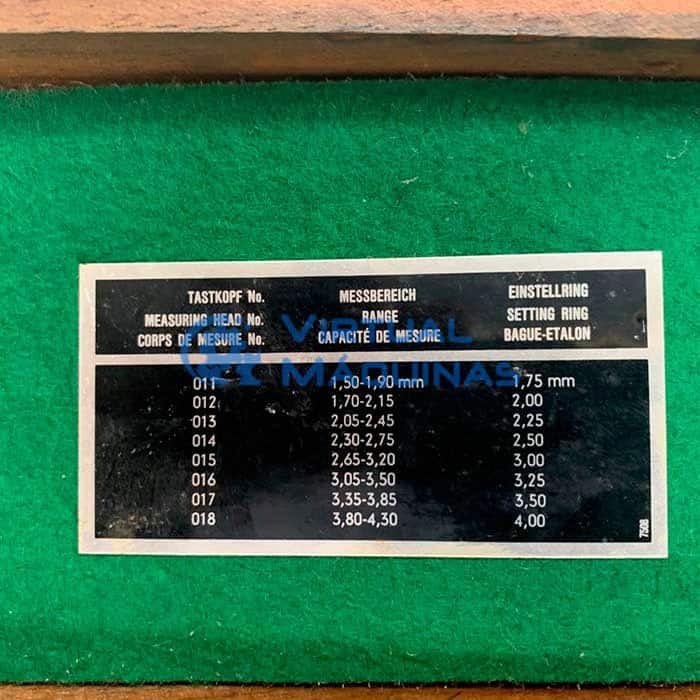 TASTKOPF No. MESSBEREICH EINSTELLRING
MEASURING HEAD No. RANGE SETTING RING
CORPS DE MESURE No. CAPACITÉ DE MESURE BAGUE-ETALON
VIRTUAL
MÁQUINAS
011 1,50-1,90 mm 1,75 mm
012 1,70-2,15 2,00
013 2,05-2,45 2,25
014 2,30-2,75 2,50
015 2,65-3,20 3,00
016 3,05-3,50 3,25
017 3,35-3,85 3,50
018 3,80-4,30 4,00
7508